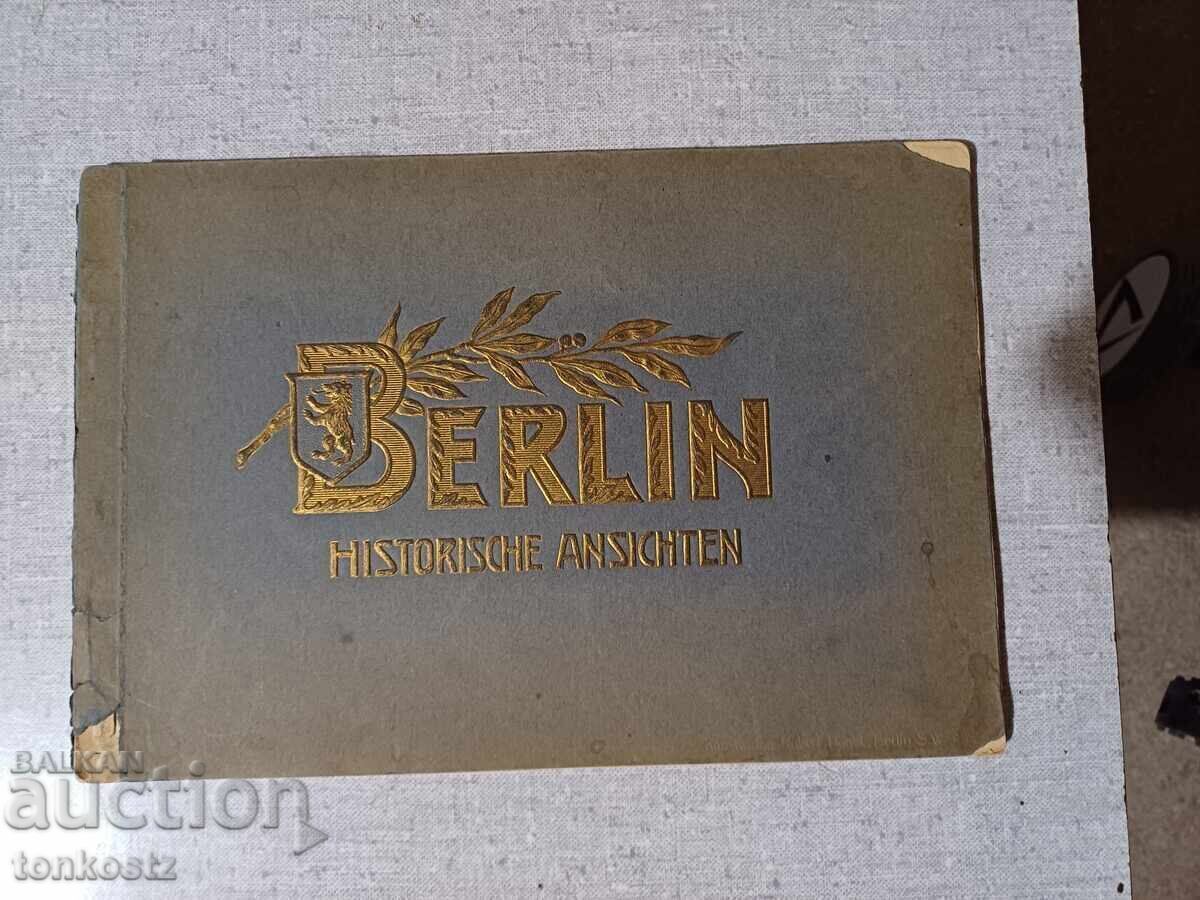 BERLIN
HISTORISCHE ANSICHTEN
BALKAN
auction
tonkostz